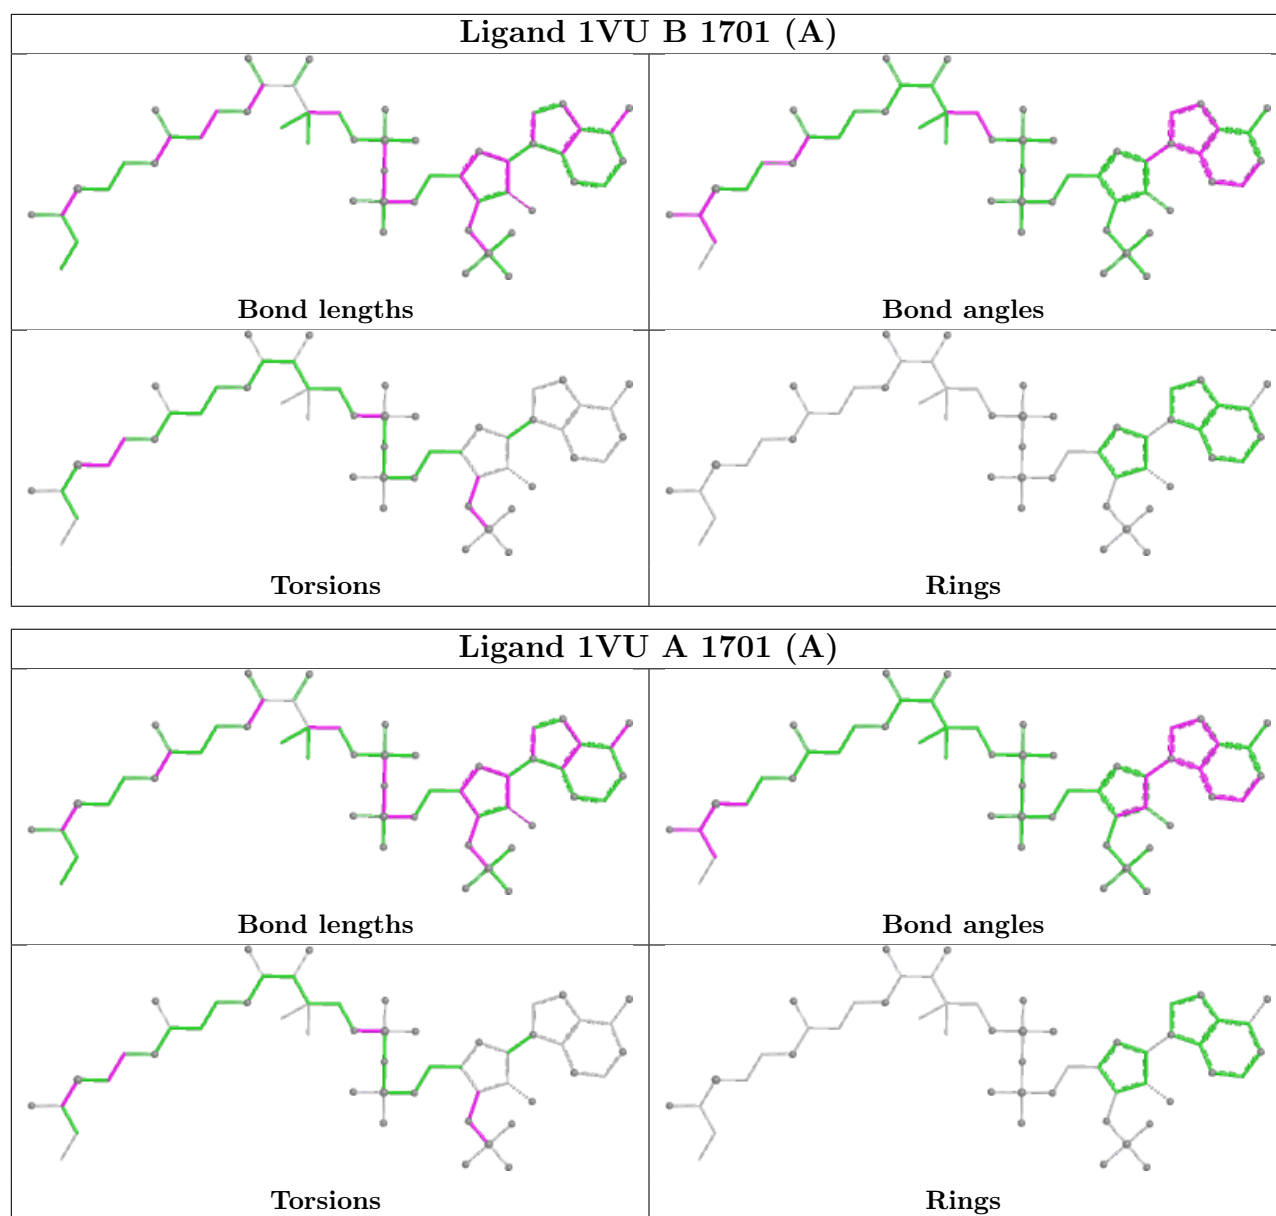 Ligand 1VU B 1701 (A)
Bond lengths
Bond angles
Torsions
Rings
Ligand 1VU A 1701 (A)
Bond lengths
Bond angles
Torsions
Rings